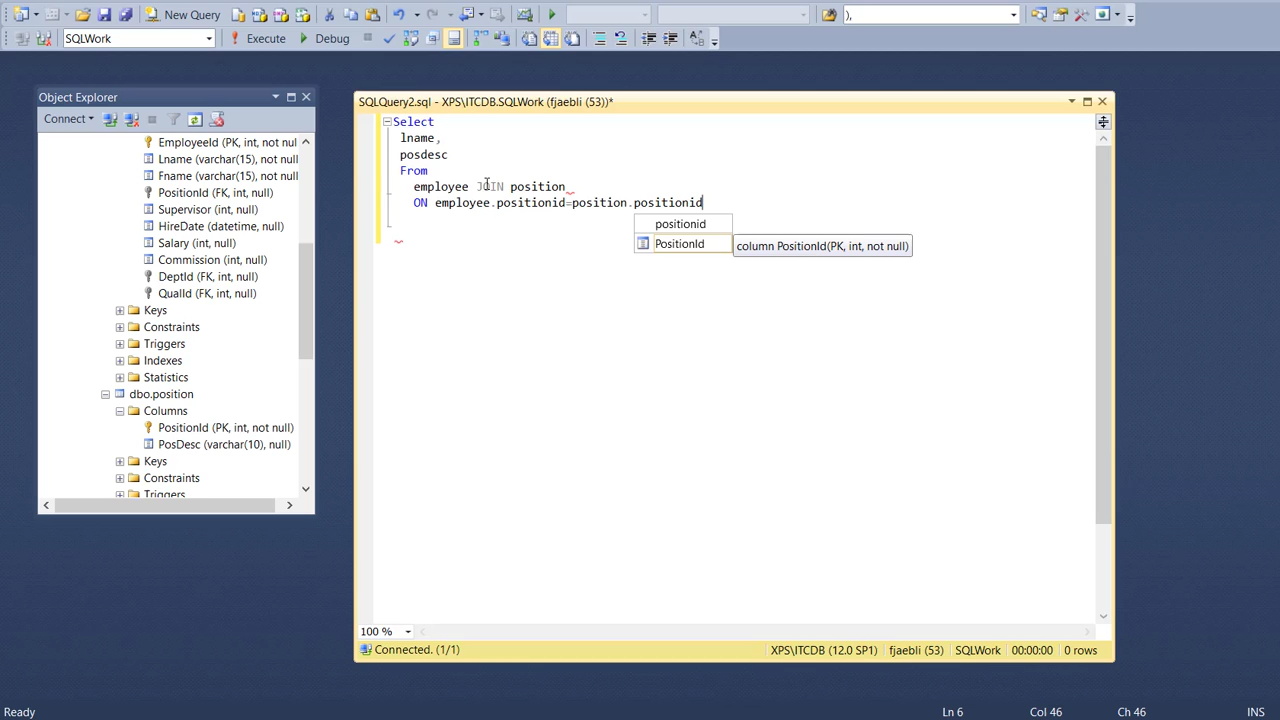 New Query
),
SQLWork
Execute
Debug
Object Explorer
Connect
EmployeeId (PK, int, not nul
Lname (varchar(15), not null
Fname (varchar(15), not null
PositionId (FK, int, null)
Supervisor (int, null)
HireDate (datetime, null)
Salary (int, null)
Commission (int, null)
DeptId (FK, int, null)
QualId (FK, int, null)
Keys
Constraints
Triggers
Indexes
Statistics
dbo.position
Columns
PositionId (PK, int, not null)
PosDesc (varchar(10), null)
Keys
Constraints
Triggers
SQLQuery2.sql - XPS\ITCDB.SQLWork (fjaebli (53))*
Select
lname,
posdesc
From
employee JOIN position
ON employee.positionid=position.positionid
positionid
PositionId
column PositionId(PK, int, not null)
100 %
Connected. (1/1)
XPS\ITCDB (12.0 SP1)
fjaebli (53)
SQLWork
00:00:00
0 rows
Ready
Ln 6
Col 46
Ch 46
INS